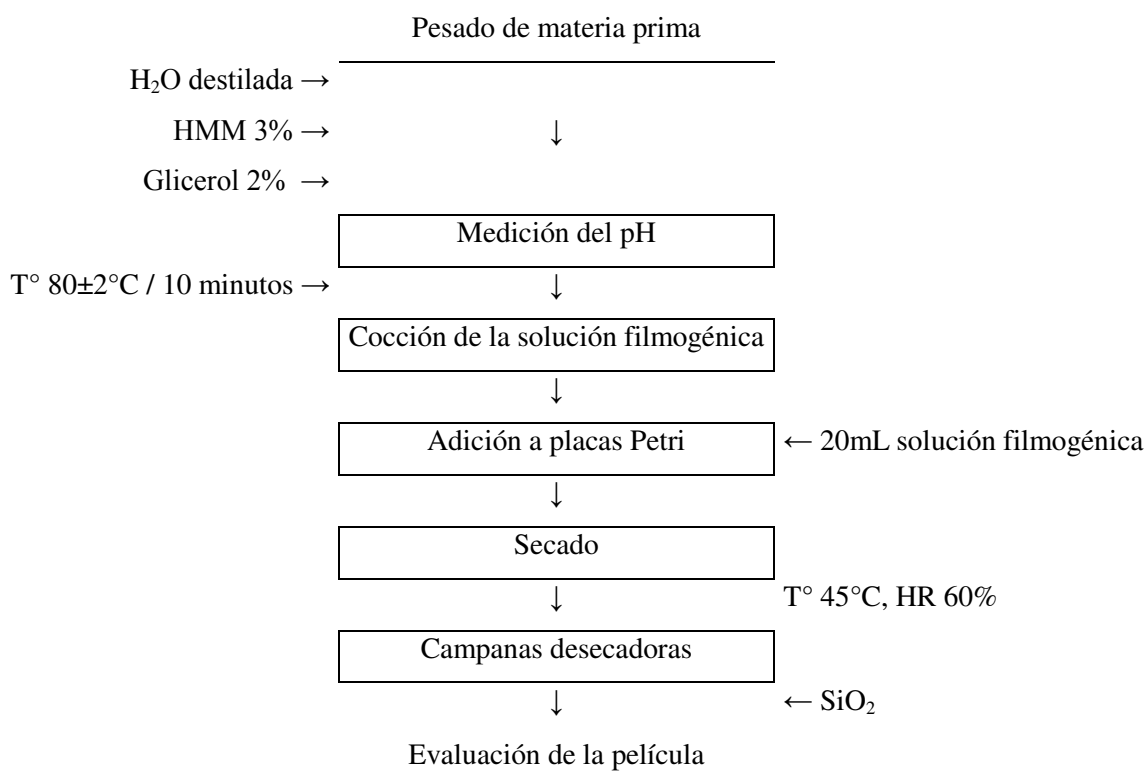 Pesado de materia prima
H₂O destilada →
HMM 3% → ↓
Glicerol 2% →
Medición del pH
T° 80±2°C / 10 minutos → ↓
Cocción de la solución filmogénica
↓
Adición a placas Petri ← 20mL solución filmogénica
↓
Secado
↓ T° 45°C, HR 60%
Campanas desecadoras
↓ ← SiO₂
Evaluación de la película